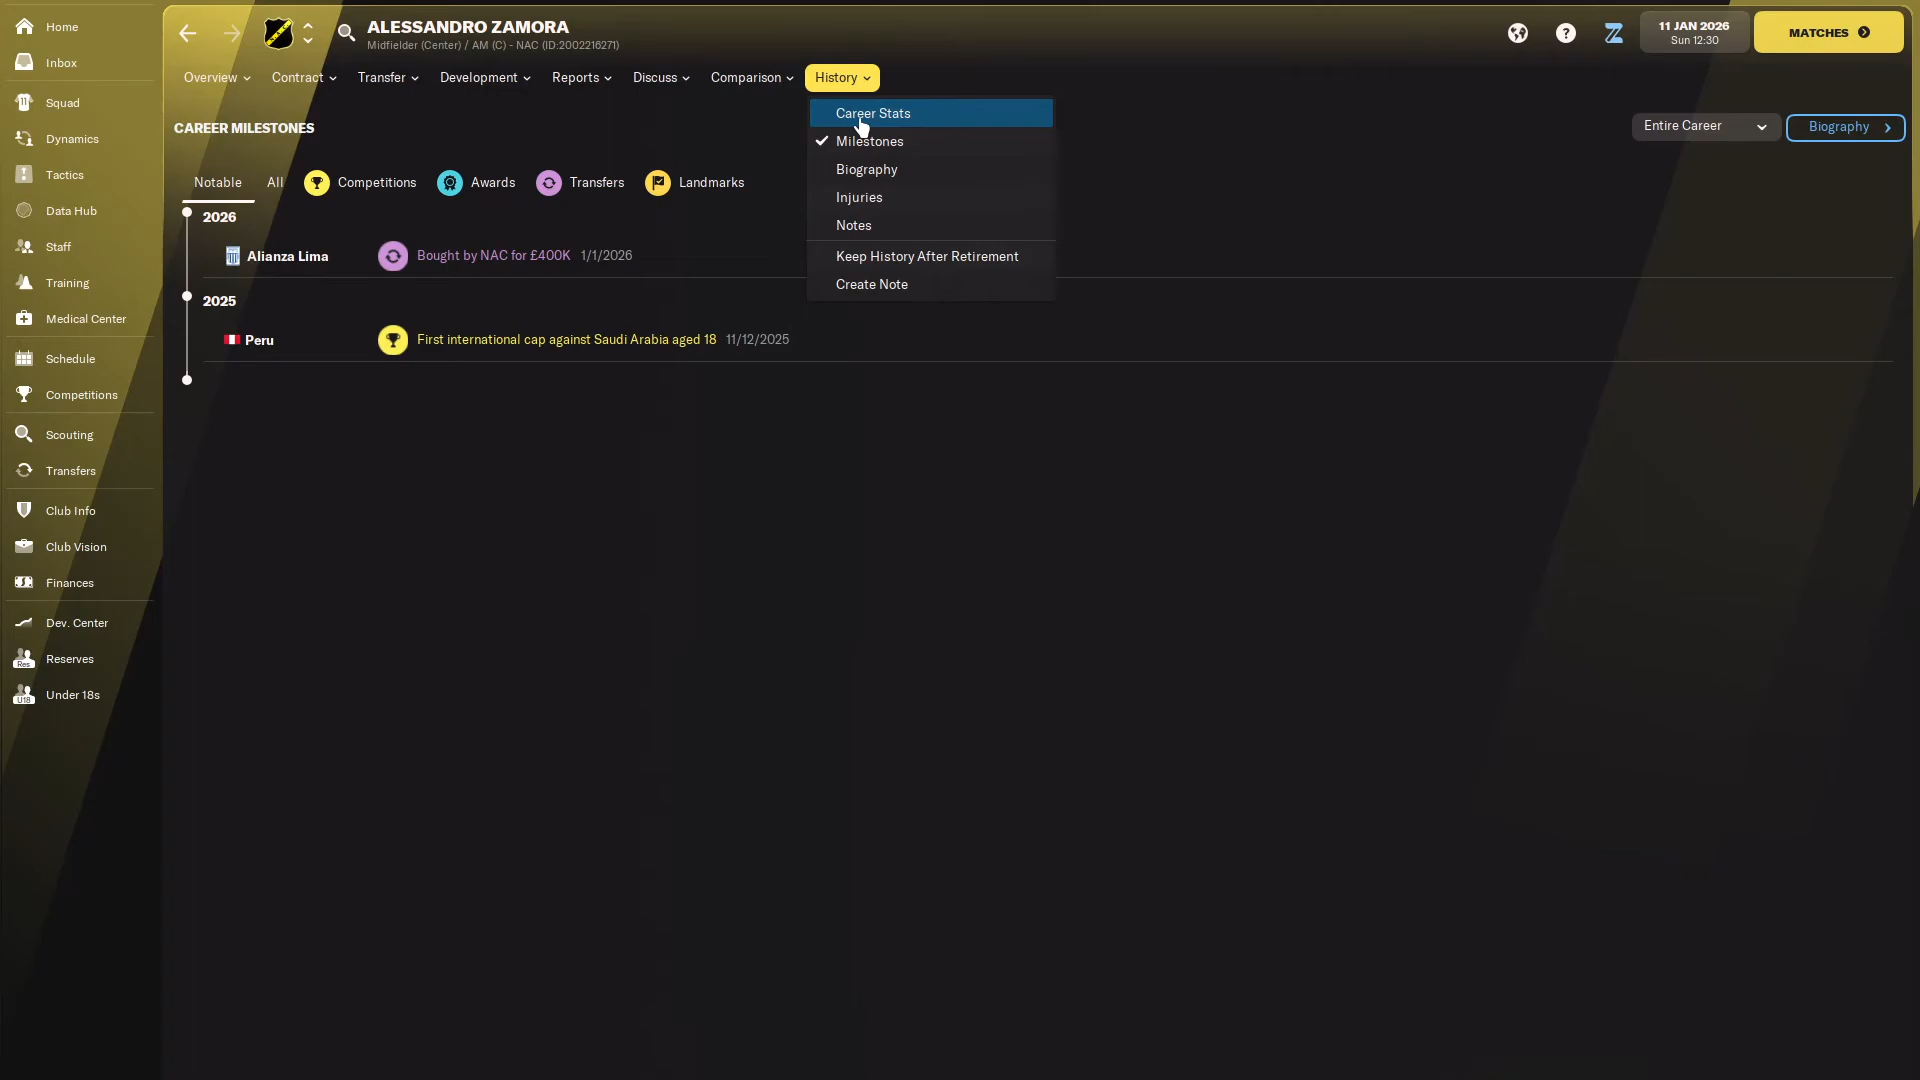 Home
Inbox
Squad
Dynamics
Tactics
Data Hub
Staff
Training
Medical Center
Schedule
Competitions
Scouting
Transfers
Club Info
Club Vision
Finances
Dev. Center
Res
Reserves
U18
Under 18s
NAC
ALESSANDRO ZAMORA
Midfielder (Center) / AM (C) - NAC (ID:2002216271)
11 JAN 2026
Sun 12:30
MATCHES
Overview
Contract
Transfer
Development
Reports
Discuss
Comparison
History
Career Stats
Milestones
Biography
Injuries
Notes
Keep History After Retirement
Create Note
CAREER MILESTONES
Entire Career
Biography
Notable
All
Competitions
Awards
Transfers
Landmarks
2026
Alianza Lima
Bought by NAC for £400K 1/1/2026
2025
Peru
First international cap against Saudi Arabia aged 18 11/12/2025